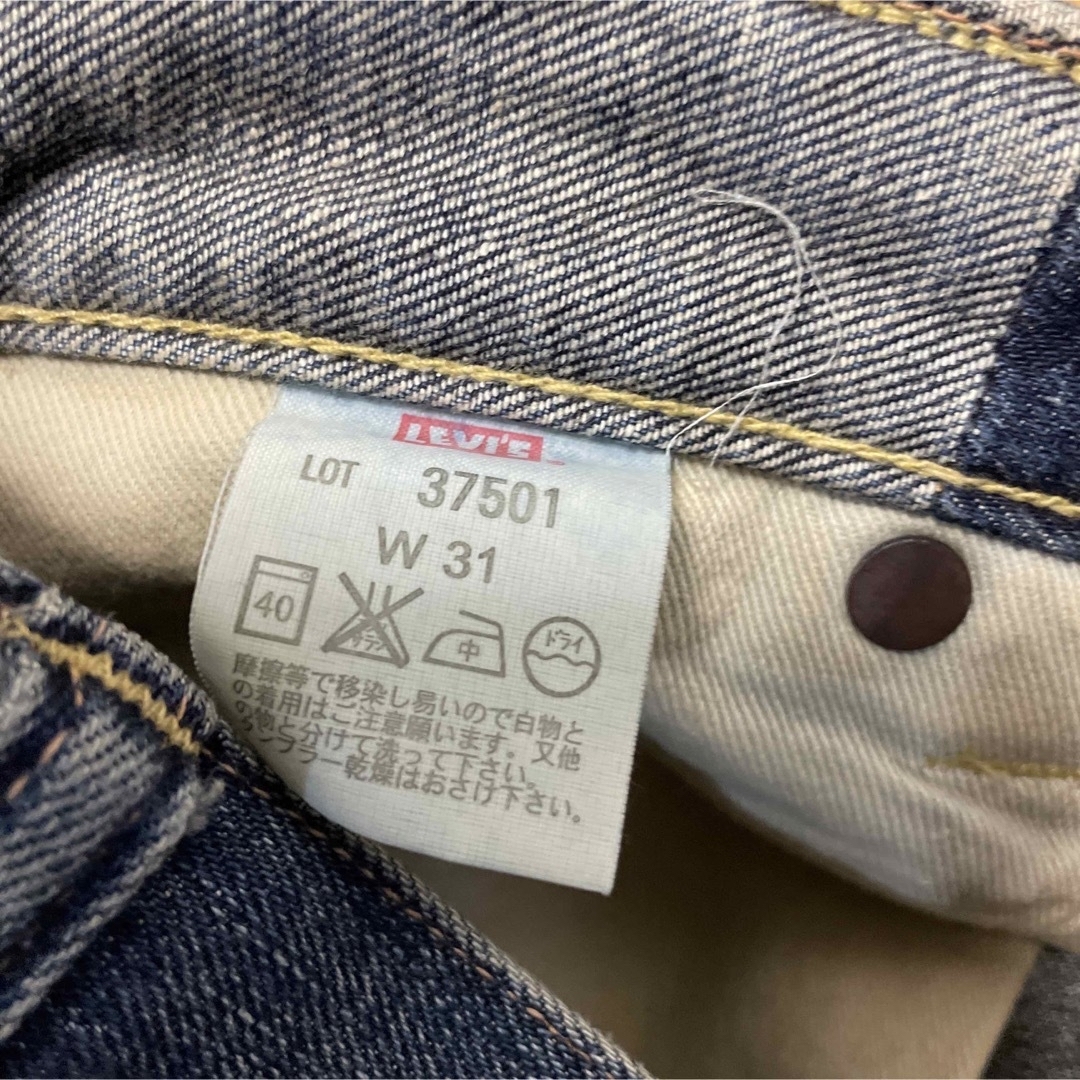 LEVI'S
LOT 37501
W 31
40 中 ドライ
摩擦等で移染し易いので白物と
の着用はご注意願います。又他
の物と分けて洗って下さい。
タンブラー乾燥はおさけ下さい。